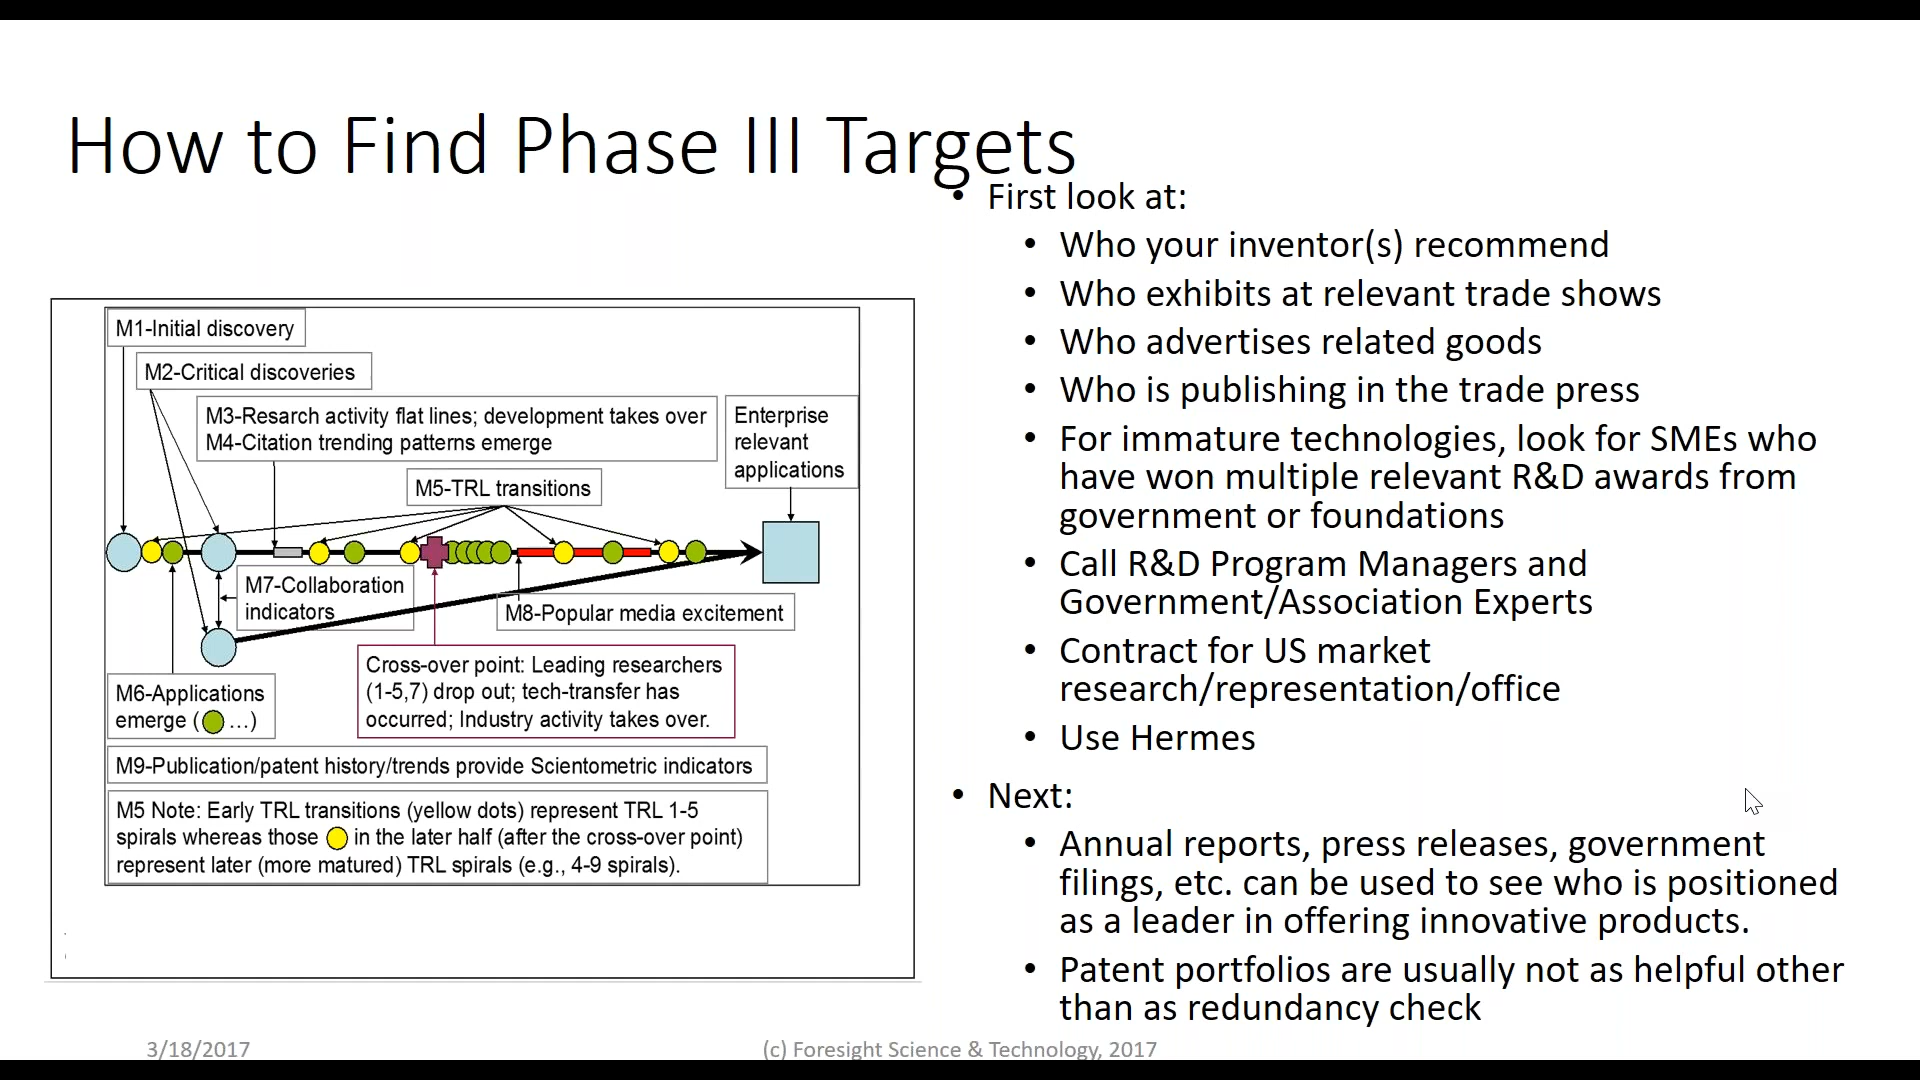 How to Find Phase III Targets
M1-Initial discovery
M2-Critical discoveries
M3-Resarch activity flat lines; development takes over
M4-Citation trending patterns emerge
Enterprise
relevant
applications
M5-TRL transitions
M7-Collaboration
indicators
M8-Popular media excitement
Cross-over point: Leading researchers
(1-5,7) drop out; tech-transfer has
occurred; Industry activity takes over.
M6-Applications
emerge ( ...)
M9-Publication/patent history/trends provide Scientometric indicators
M5 Note: Early TRL transitions (yellow dots) represent TRL 1-5
spirals whereas those in the later half (after the cross-over point)
represent later (more matured) TRL spirals (e.g., 4-9 spirals).
• First look at:
• Who your inventor(s) recommend
• Who exhibits at relevant trade shows
• Who advertises related goods
• Who is publishing in the trade press
• For immature technologies, look for SMEs who
have won multiple relevant R&D awards from
government or foundations
• Call R&D Program Managers and
Government/Association Experts
• Contract for US market
research/representation/office
• Use Hermes
• Next:
• Annual reports, press releases, government
filings, etc. can be used to see who is positioned
as a leader in offering innovative products.
• Patent portfolios are usually not as helpful other
than as redundancy check
3/18/2017
(c) Foresight Science & Technology, 2017